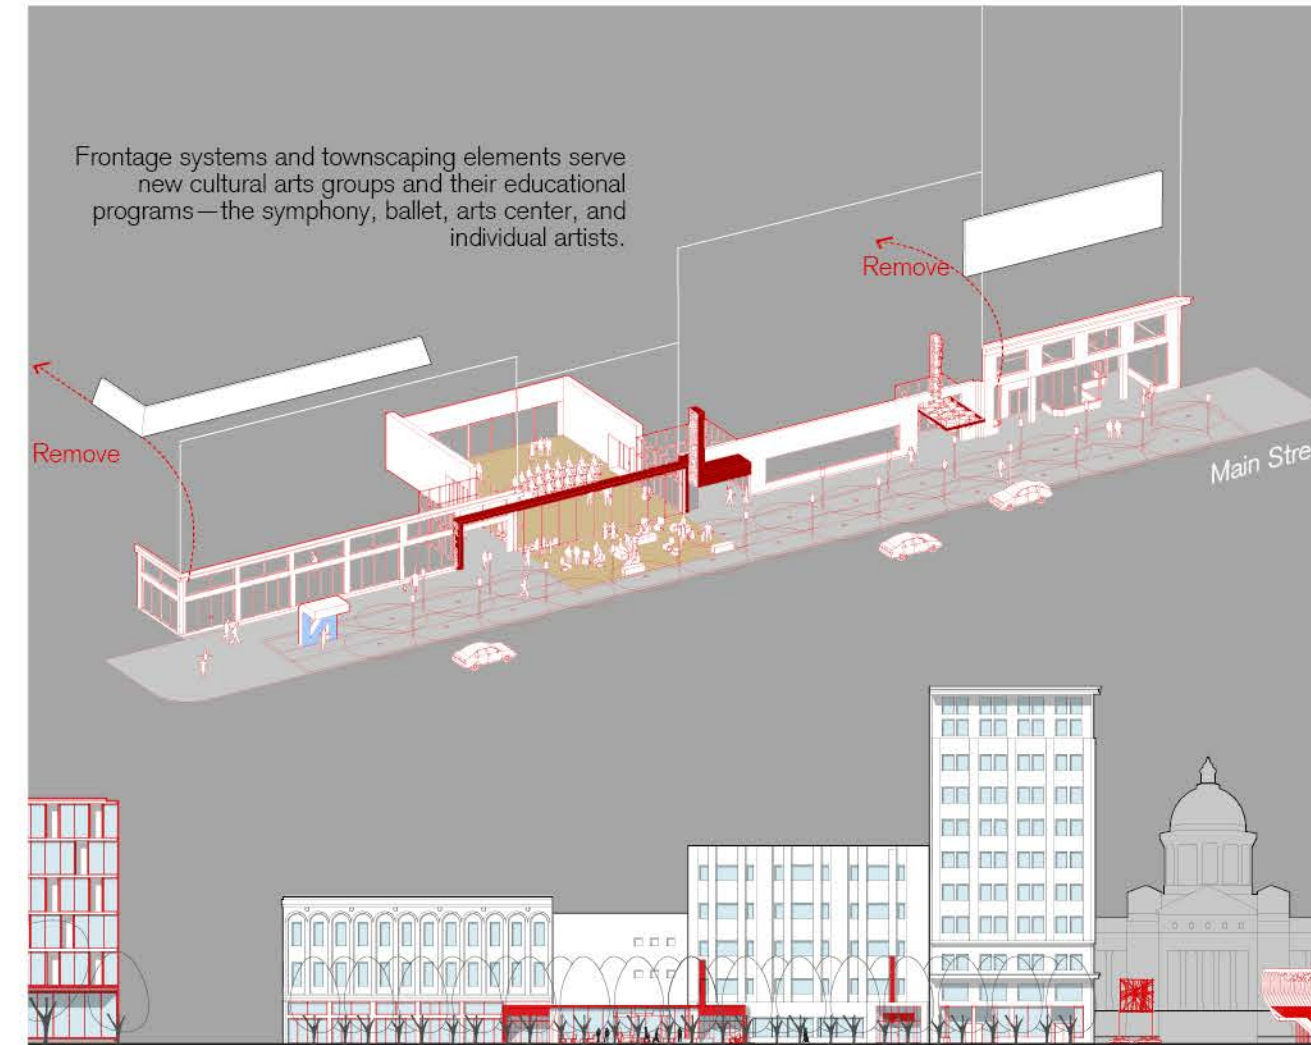 Frontage systems and townscaping elements serve
new cultural arts groups and their educational
programs—the symphony, ballet, arts center, and
individual artists.
Remove
Remove
Main Stre